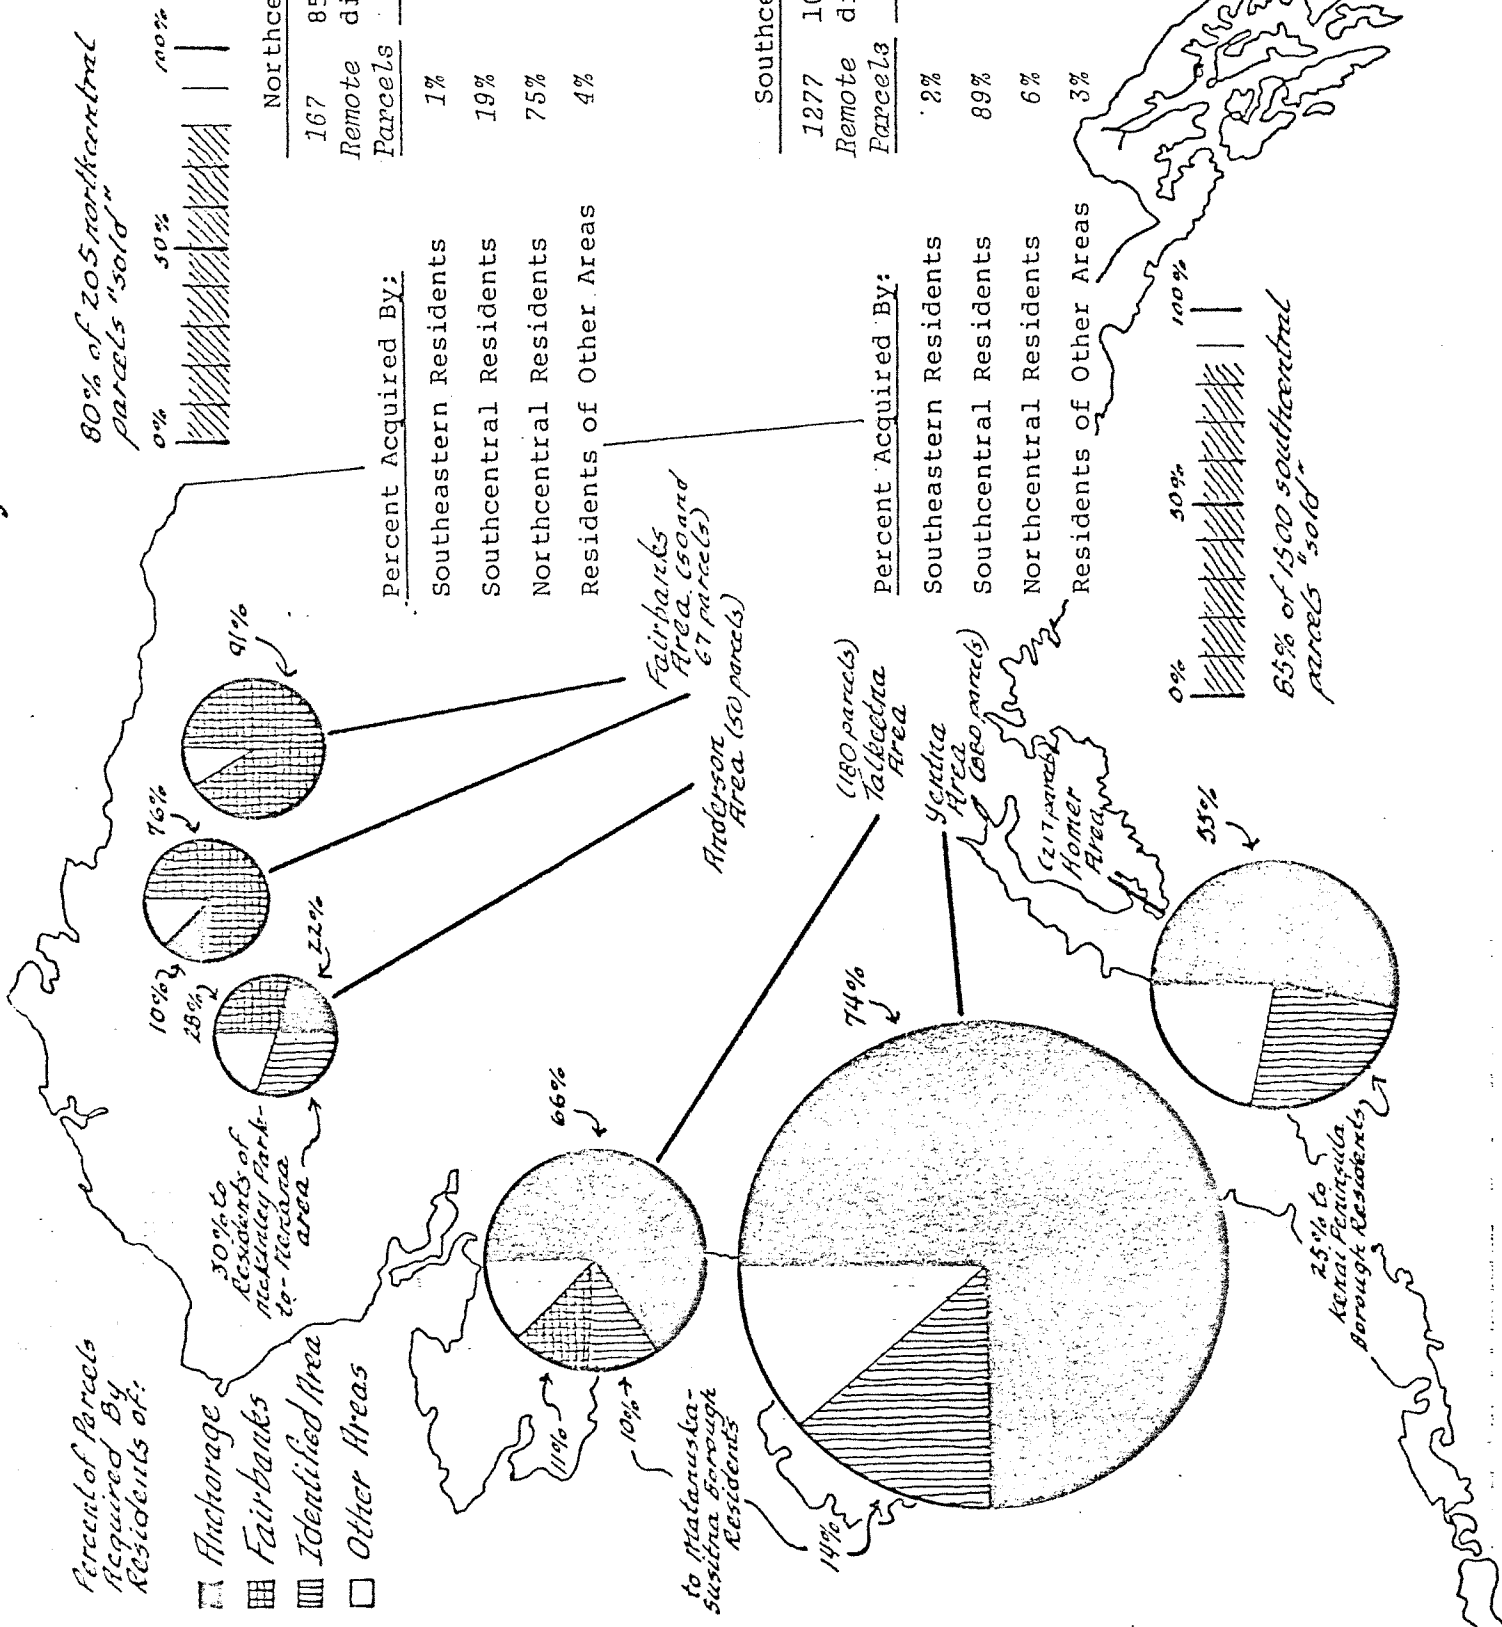 Percent of Parcels
Acquired By
Residents of:
Anchorage
Fairbanks
Identified Area
Other Areas
80% of 205 northcentral
parcels "sold"
0%
50%
100%
Northce
167 85
Remote di
Parcels
Percent Acquired By:
Southeastern Residents 1%
Southcentral Residents 19%
Northcentral Residents 75%
Residents of Other Areas 4%
91%
76%
10%
28%
22%
30% to
Residents of
McKinley Park-
to-Nenana
area
Fairbanks
Area (50 and
67 parcels)
Anderson
Area (50 parcels)
66%
11%
10%
to Matanuska-
Susitna Borough
Residents
14%
74%
(180 parcels)
Talkeetna
Area
Yentna
Area
(880 parcels)
(217 parcels)
Homer
Area
55%
25% to
Kenai Peninsula
Borough Residents
Southce
1277 10
Remote di
Parcels
Percent Acquired By:
Southeastern Residents 2%
Southcentral Residents 89%
Northcentral Residents 6%
Residents of Other Areas 3%
0%
50%
100%
85% of 1500 southcentral
parcels "sold"